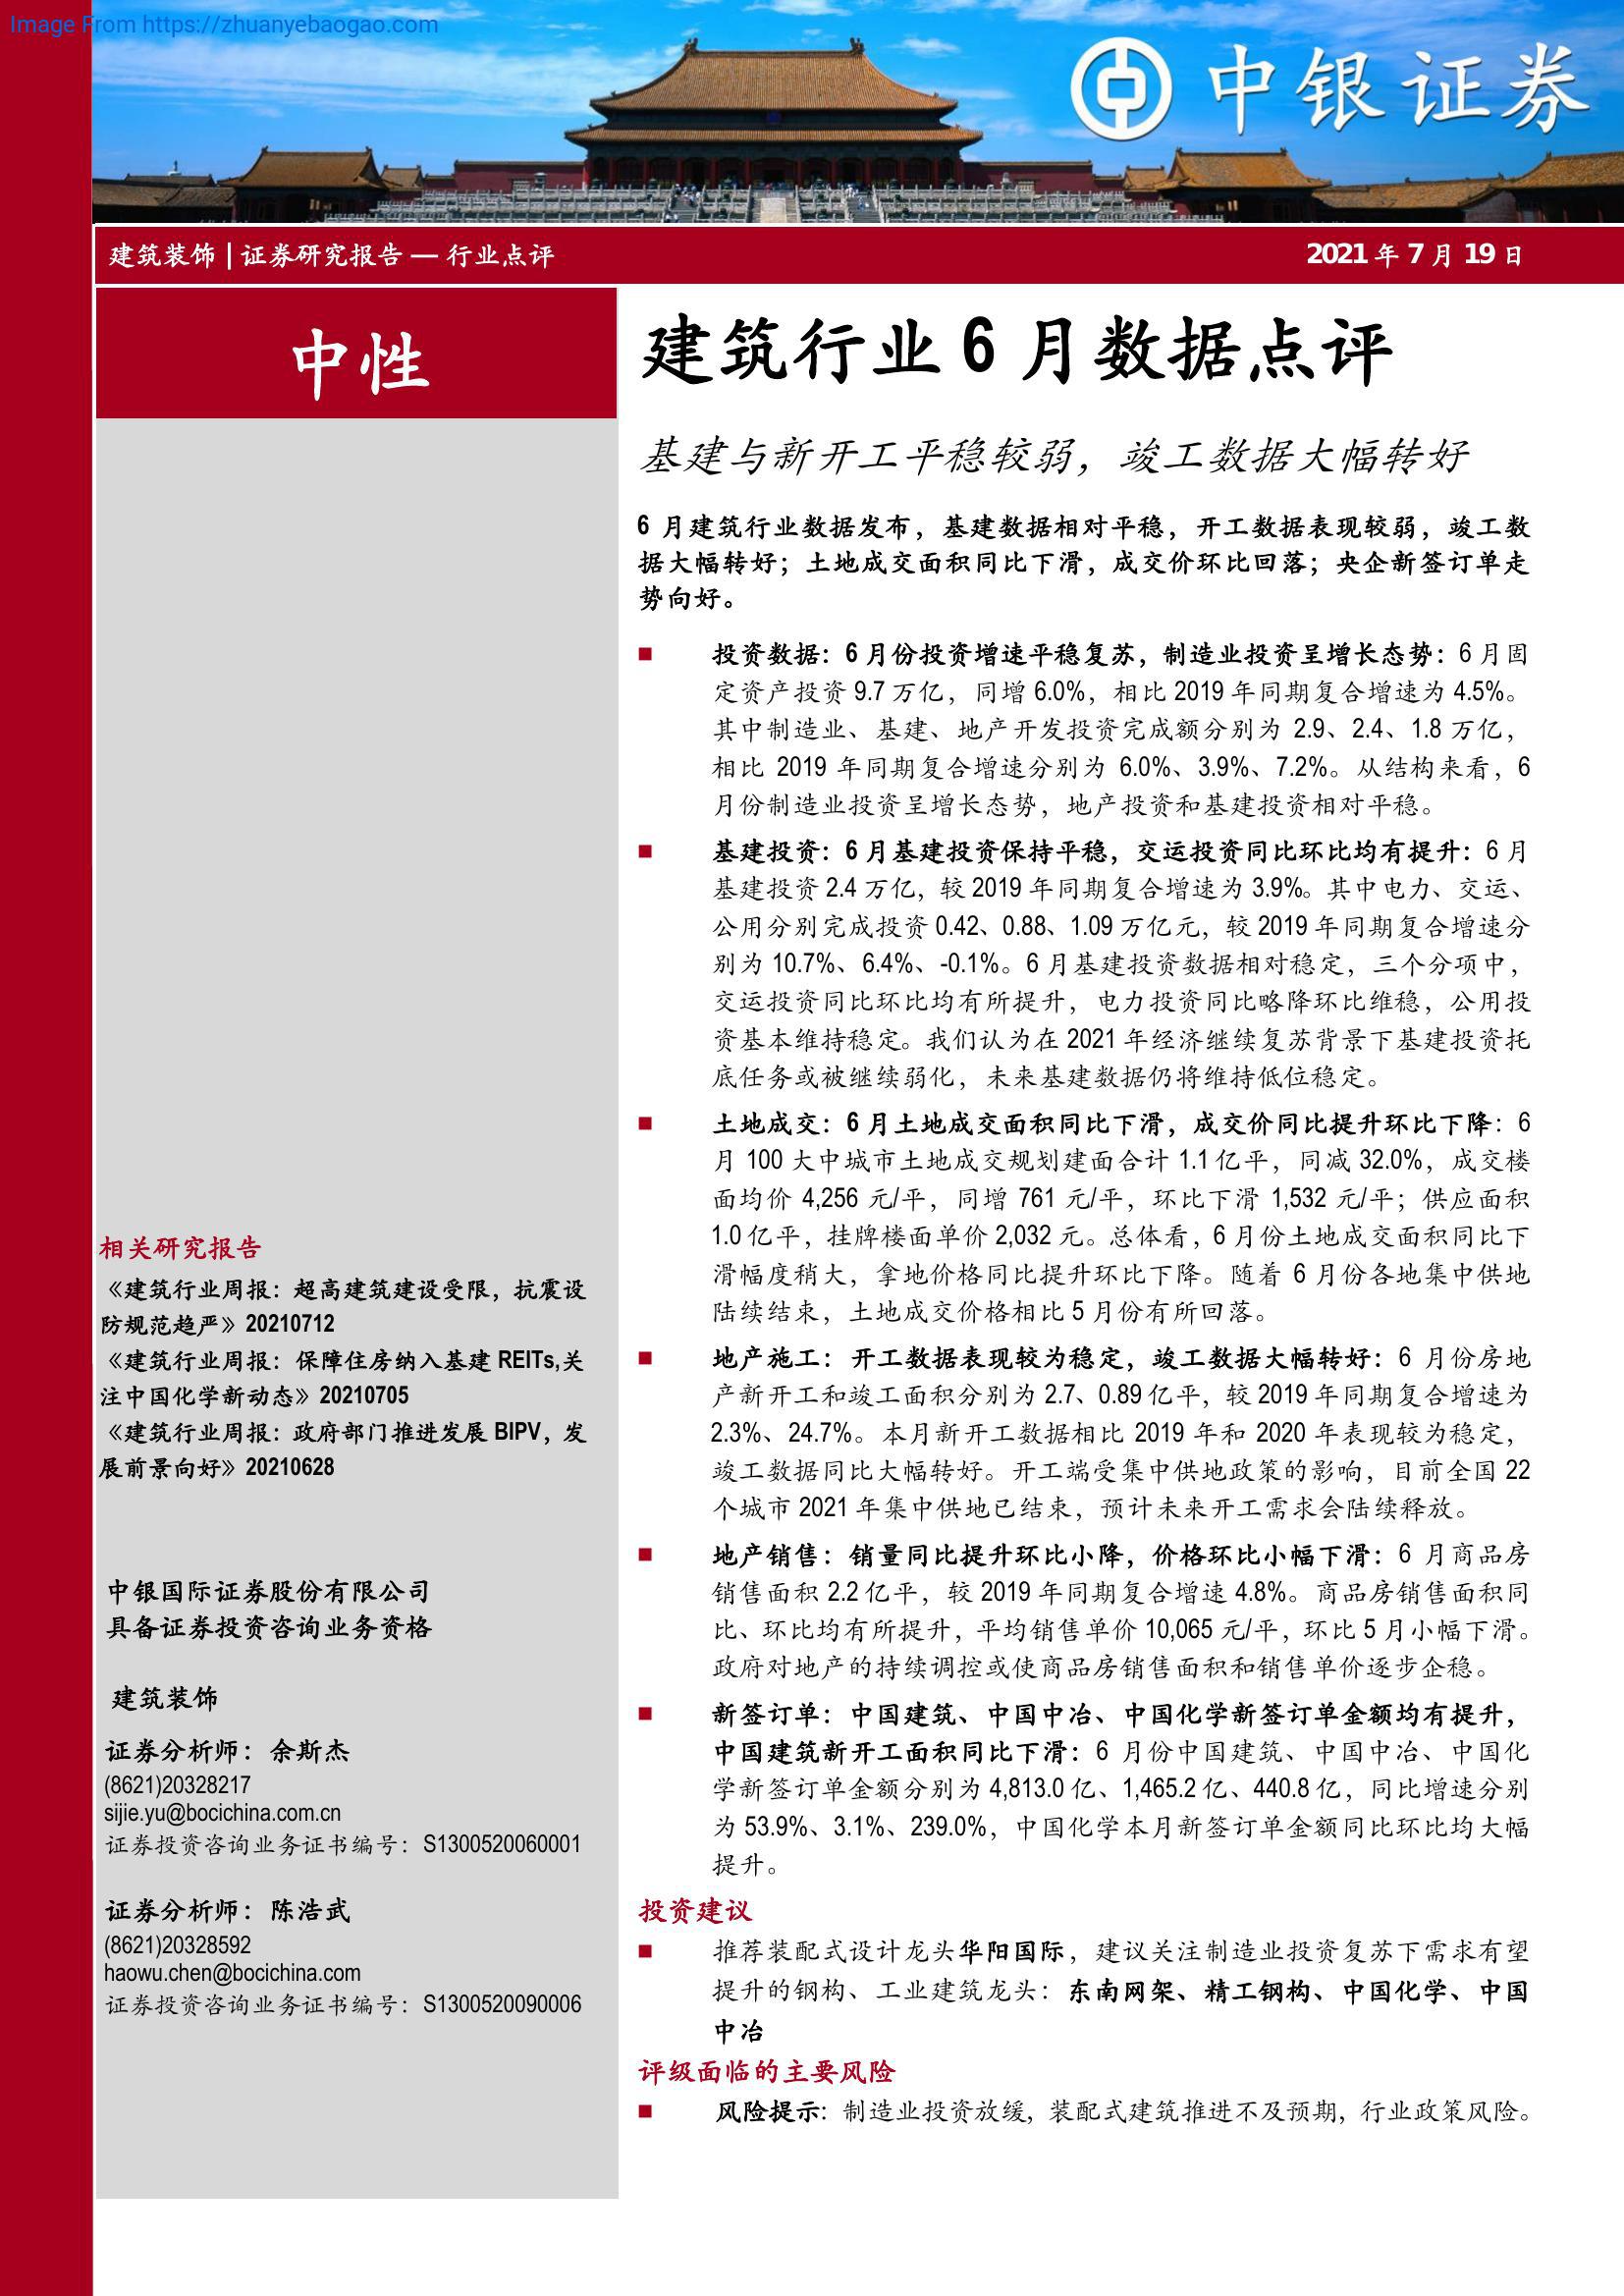 Image From https://zhuanyebaogao.com
中银证券
建筑装饰 | 证券研究报告 — 行业点评
2021 年 7 月 19 日
中性
建筑行业 6 月数据点评
基建与新开工平稳较弱，竣工数据大幅转好
6 月建筑行业数据发布，基建数据相对平稳，开工数据表现较弱，竣工数
据大幅转好；土地成交面积同比下滑，成交价环比回落；央企新签订单走
势向好。
■ 投资数据：6 月份投资增速平稳复苏，制造业投资呈增长态势：6 月固
定资产投资 9.7 万亿，同增 6.0%，相比 2019 年同期复合增速为 4.5%。
其中制造业、基建、地产开发投资完成额分别为 2.9、2.4、1.8 万亿，
相比 2019 年同期复合增速分别为 6.0%、3.9%、7.2%。从结构来看，6
月份制造业投资呈增长态势，地产投资和基建投资相对平稳。
■ 基建投资：6 月基建投资保持平稳，交运投资同比环比均有提升：6 月
基建投资 2.4 万亿，较 2019 年同期复合增速为 3.9%。其中电力、交运、
公用分别完成投资 0.42、0.88、1.09 万亿元，较 2019 年同期复合增速分
别为 10.7%、6.4%、-0.1%。6 月基建投资数据相对稳定，三个分项中，
交运投资同比环比均有所提升，电力投资同比略降环比维稳，公用投
资基本维持稳定。我们认为在 2021 年经济继续复苏背景下基建投资托
底任务或被继续弱化，未来基建数据仍将维持低位稳定。
■ 土地成交：6 月土地成交面积同比下滑，成交价同比提升环比下降：6
月 100 大中城市土地成交规划建面合计 1.1 亿平，同减 32.0%，成交楼
面均价 4,256 元/平，同增 761 元/平，环比下滑 1,532 元/平；供应面积
1.0 亿平，挂牌楼面单价 2,032 元。总体看，6 月份土地成交面积同比下
滑幅度稍大，拿地价格同比提升环比下降。随着 6 月份各地集中供地
陆续结束，土地成交价格相比 5 月份有所回落。
■ 地产施工：开工数据表现较为稳定，竣工数据大幅转好：6 月份房地
产新开工和竣工面积分别为 2.7、0.89 亿平，较 2019 年同期复合增速为
2.3%、24.7%。本月新开工数据相比 2019 年和 2020 年表现较为稳定，
竣工数据同比大幅转好。开工端受集中供地政策的影响，目前全国 22
个城市 2021 年集中供地已结束，预计未来开工需求会陆续释放。
■ 地产销售：销量同比提升环比小降，价格环比小幅下滑：6 月商品房
销售面积 2.2 亿平，较 2019 年同期复合增速 4.8%。商品房销售面积同
比、环比均有所提升，平均销售单价 10,065 元/平，环比 5 月小幅下滑。
政府对地产的持续调控或使商品房销售面积和销售单价逐步企稳。
■ 新签订单：中国建筑、中国中冶、中国化学新签订单金额均有提升，
中国建筑新开工面积同比下滑：6 月份中国建筑、中国中冶、中国化
学新签订单金额分别为 4,813.0 亿、1,465.2 亿、440.8 亿，同比增速分别
为 53.9%、3.1%、239.0%，中国化学本月新签订单金额同比环比均大幅
提升。
投资建议
■ 推荐装配式设计龙头华阳国际，建议关注制造业投资复苏下需求有望
提升的钢构、工业建筑龙头：东南网架、精工钢构、中国化学、中国
中冶
评级面临的主要风险
■ 风险提示：制造业投资放缓，装配式建筑推进不及预期，行业政策风险。
相关研究报告
《建筑行业周报：超高建筑建设受限，抗震设
防规范趋严》20210712
《建筑行业周报：保障住房纳入基建 REITs,关
注中国化学新动态》20210705
《建筑行业周报：政府部门推进发展 BIPV，发
展前景向好》20210628
中银国际证券股份有限公司
具备证券投资咨询业务资格
建筑装饰
证券分析师：余斯杰
(8621)20328217
sijie.yu@bocichina.com.cn
证券投资咨询业务证书编号：S1300520060001
证券分析师：陈浩武
(8621)20328592
haowu.chen@bocichina.com
证券投资咨询业务证书编号：S1300520090006